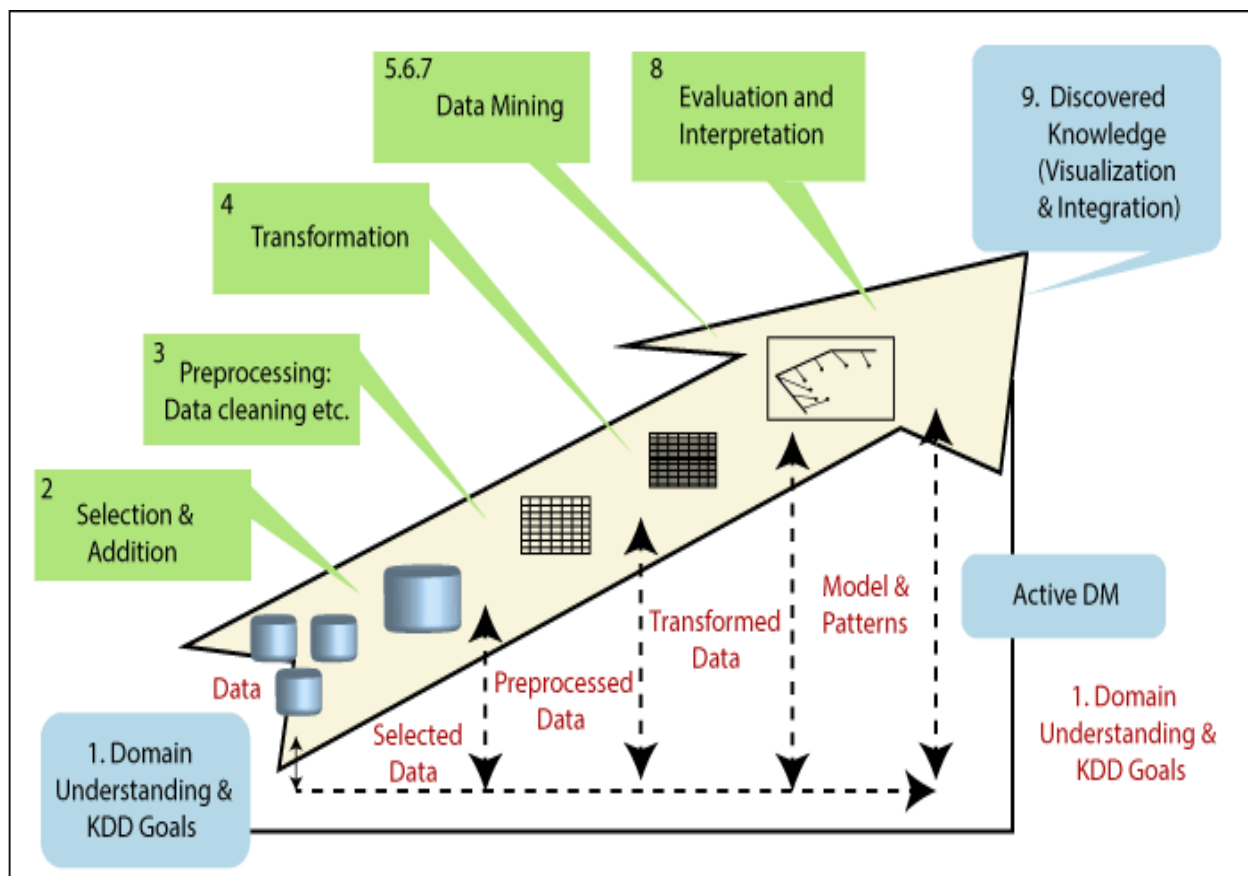 5.6.7
Data Mining
8
Evaluation and
Interpretation
9. Discovered
Knowledge
(Visualization
& Integration)
4
Transformation
3
Preprocessing:
Data cleaning etc.
2
Selection &
Addition
Data
1. Domain
Understanding &
KDD Goals
Selected
Data
Preprocessed
Data
Transformed
Data
Model &
Patterns
Active DM
1. Domain
Understanding &
KDD Goals